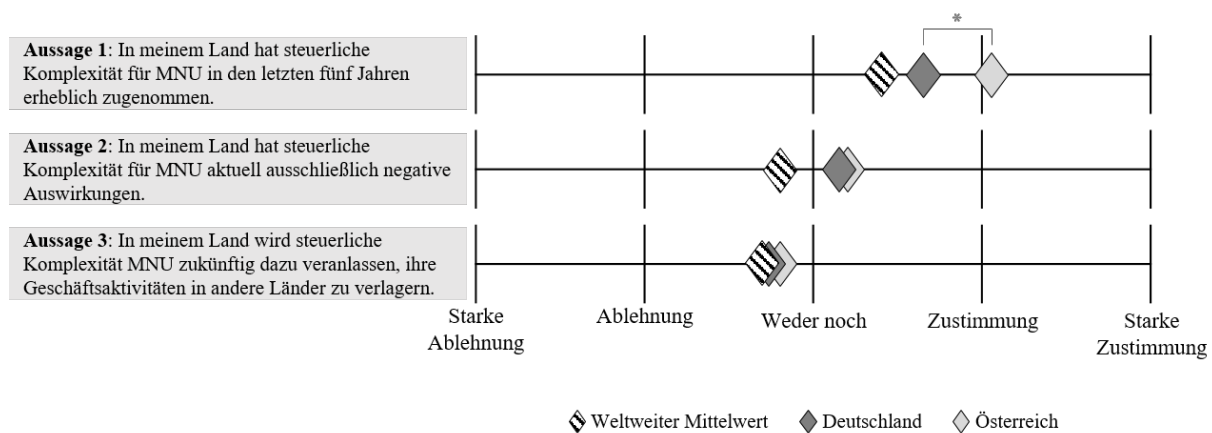 *
Aussage 1: In meinem Land hat steuerliche
Komplexität für MNU in den letzten fünf Jahren
erheblich zugenommen.
Aussage 2: In meinem Land hat steuerliche
Komplexität für MNU aktuell ausschließlich negative
Auswirkungen.
Aussage 3: In meinem Land wird steuerliche
Komplexität MNU zukünftig dazu veranlassen, ihre
Geschäftsaktivitäten in andere Länder zu verlagern.
Starke
Ablehnung
Ablehnung
Weder noch
Zustimmung
Starke
Zustimmung
Weltweiter Mittelwert
Deutschland
Österreich